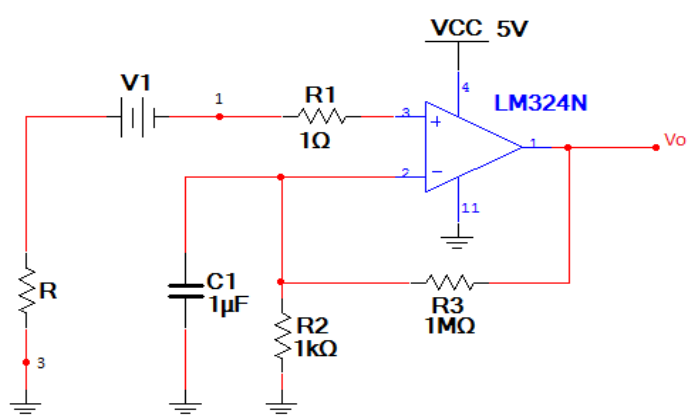 VCC 5V
V1
1
R1
1Ω
3
+
4
LM324N
1
Vo
2
−
11
R
C1
1µF
R3
1MΩ
R2
1kΩ
3